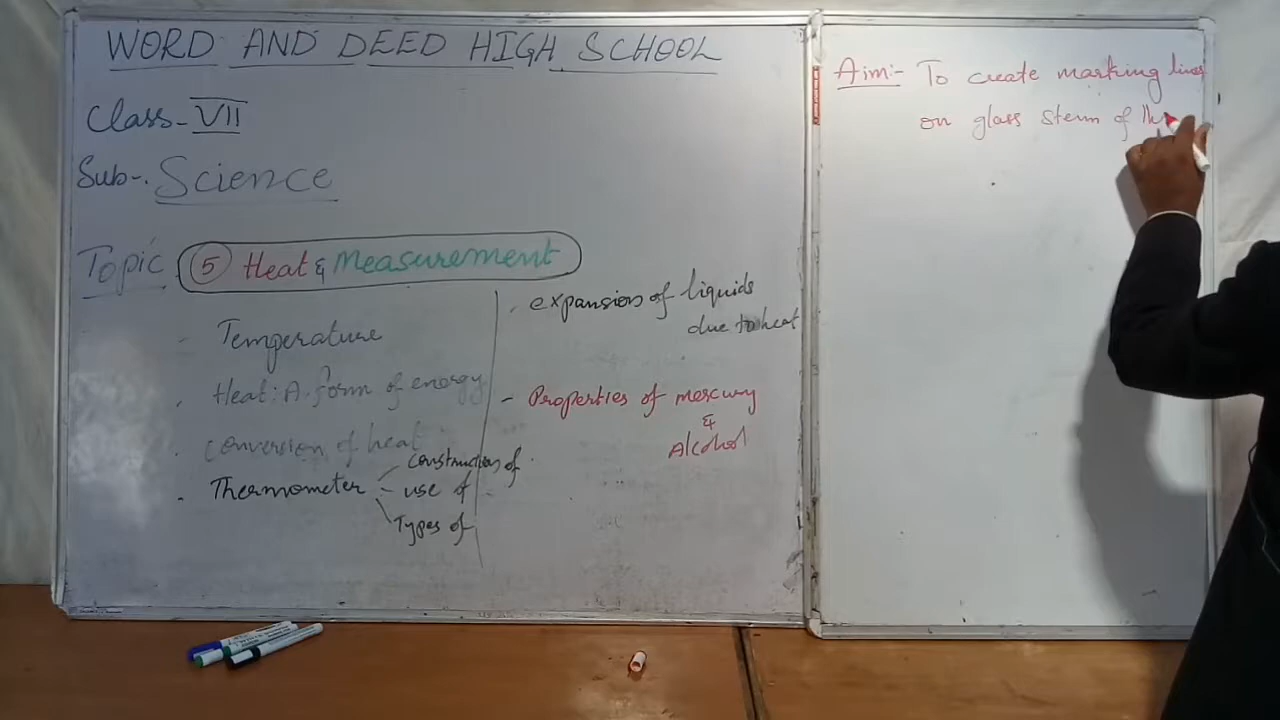 WORD AND DEED HIGH SCHOOL
Class- VII
Sub-. Science
Topic 5 Heat & Measurement
Temperature
Heat: A form of energy
Conversion of heat
Thermometer
Construction of
use of
Types of
expansion of liquids
due to heat
- Properties of mercury
&
Alcohol
Aim:- To create marking lines
on glass stem of